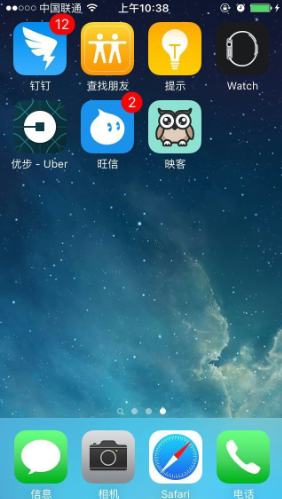 中国联通 上午10:38
12
钉钉 查找朋友 提示 Watch
2
优步 - Uber 旺信 映客
信息 相机 Safari 电话